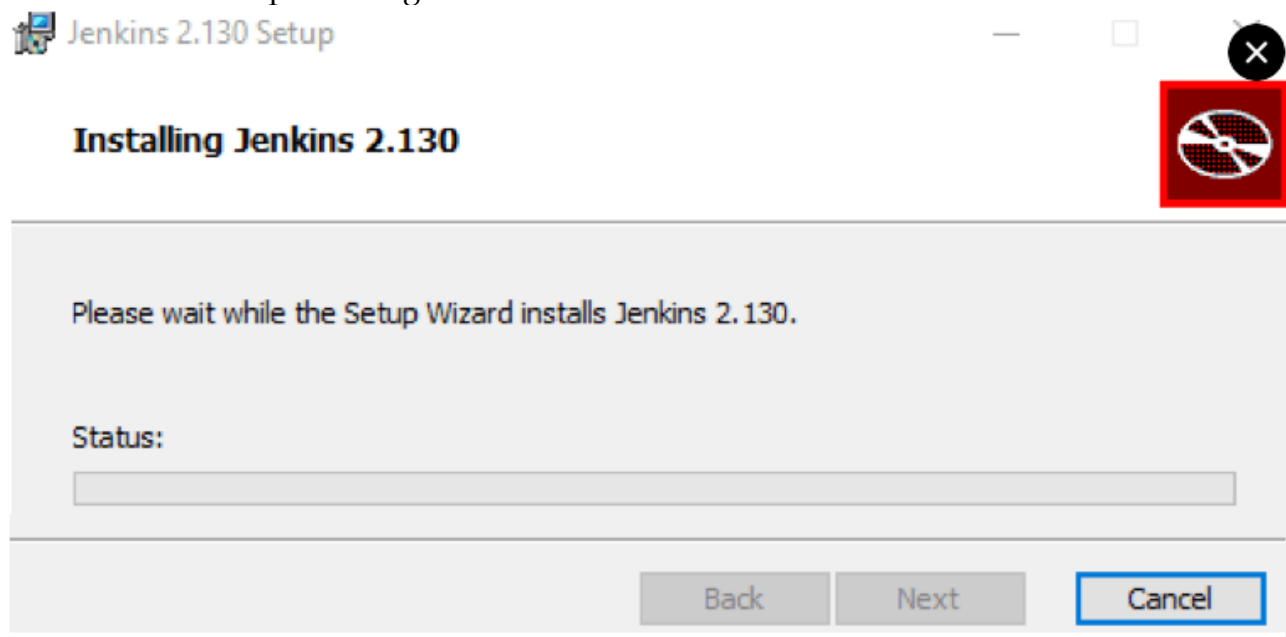 Jenkins 2.130 Setup
Installing Jenkins 2.130
Please wait while the Setup Wizard installs Jenkins 2.130.
Status:
Back Next Cancel